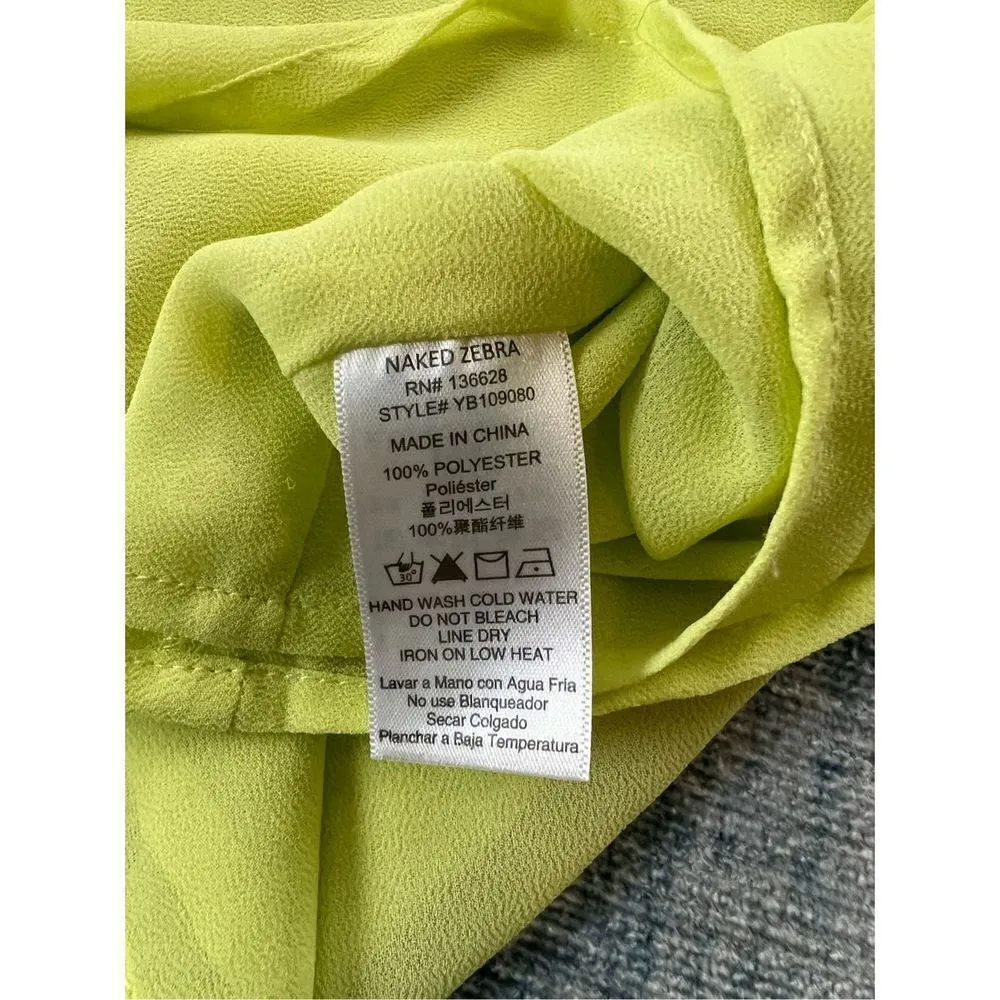 NAKED ZEBRA
RN# 136628
STYLE# YB109080
MADE IN CHINA
100% POLYESTER
Poliéster
폴리에스터
100%聚酯纤维
30°
HAND WASH COLD WATER
DO NOT BLEACH
LINE DRY
IRON ON LOW HEAT
Lavar a Mano con Agua Fria
No use Blanqueador
Secar Colgado
Planchar a Baja Temperatura